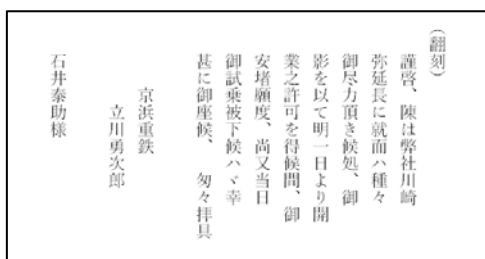 (翻刻)
謹啓、陳は弊社川崎
弥延長に就而ハ種々
御尽力頂き候処、御
影を以て明一日より開
業之許可を得候間、御
安堵願度、尚又当日
御試乗被下候ハヾ幸
甚に御座候、 匆々拝具
京浜重鉄
立川勇次郎
石井泰助様